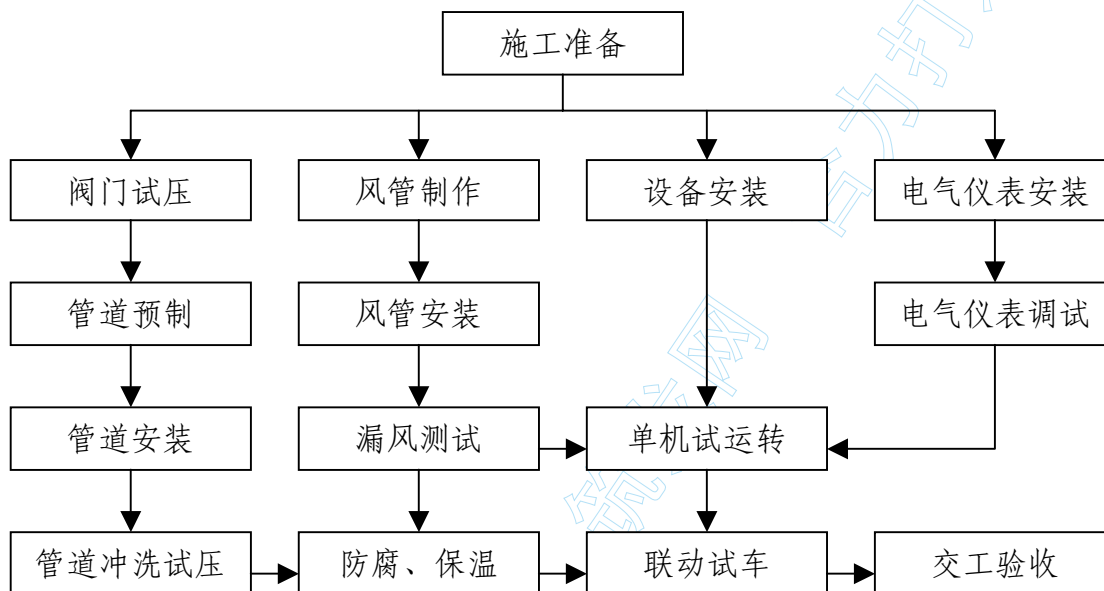 施工准备
阀门试压
风管制作
设备安装
电气仪表安装
管道预制
风管安装
电气仪表调试
管道安装
漏风测试
单机试运转
管道冲洗试压
防腐、保温
联动试车
交工验收